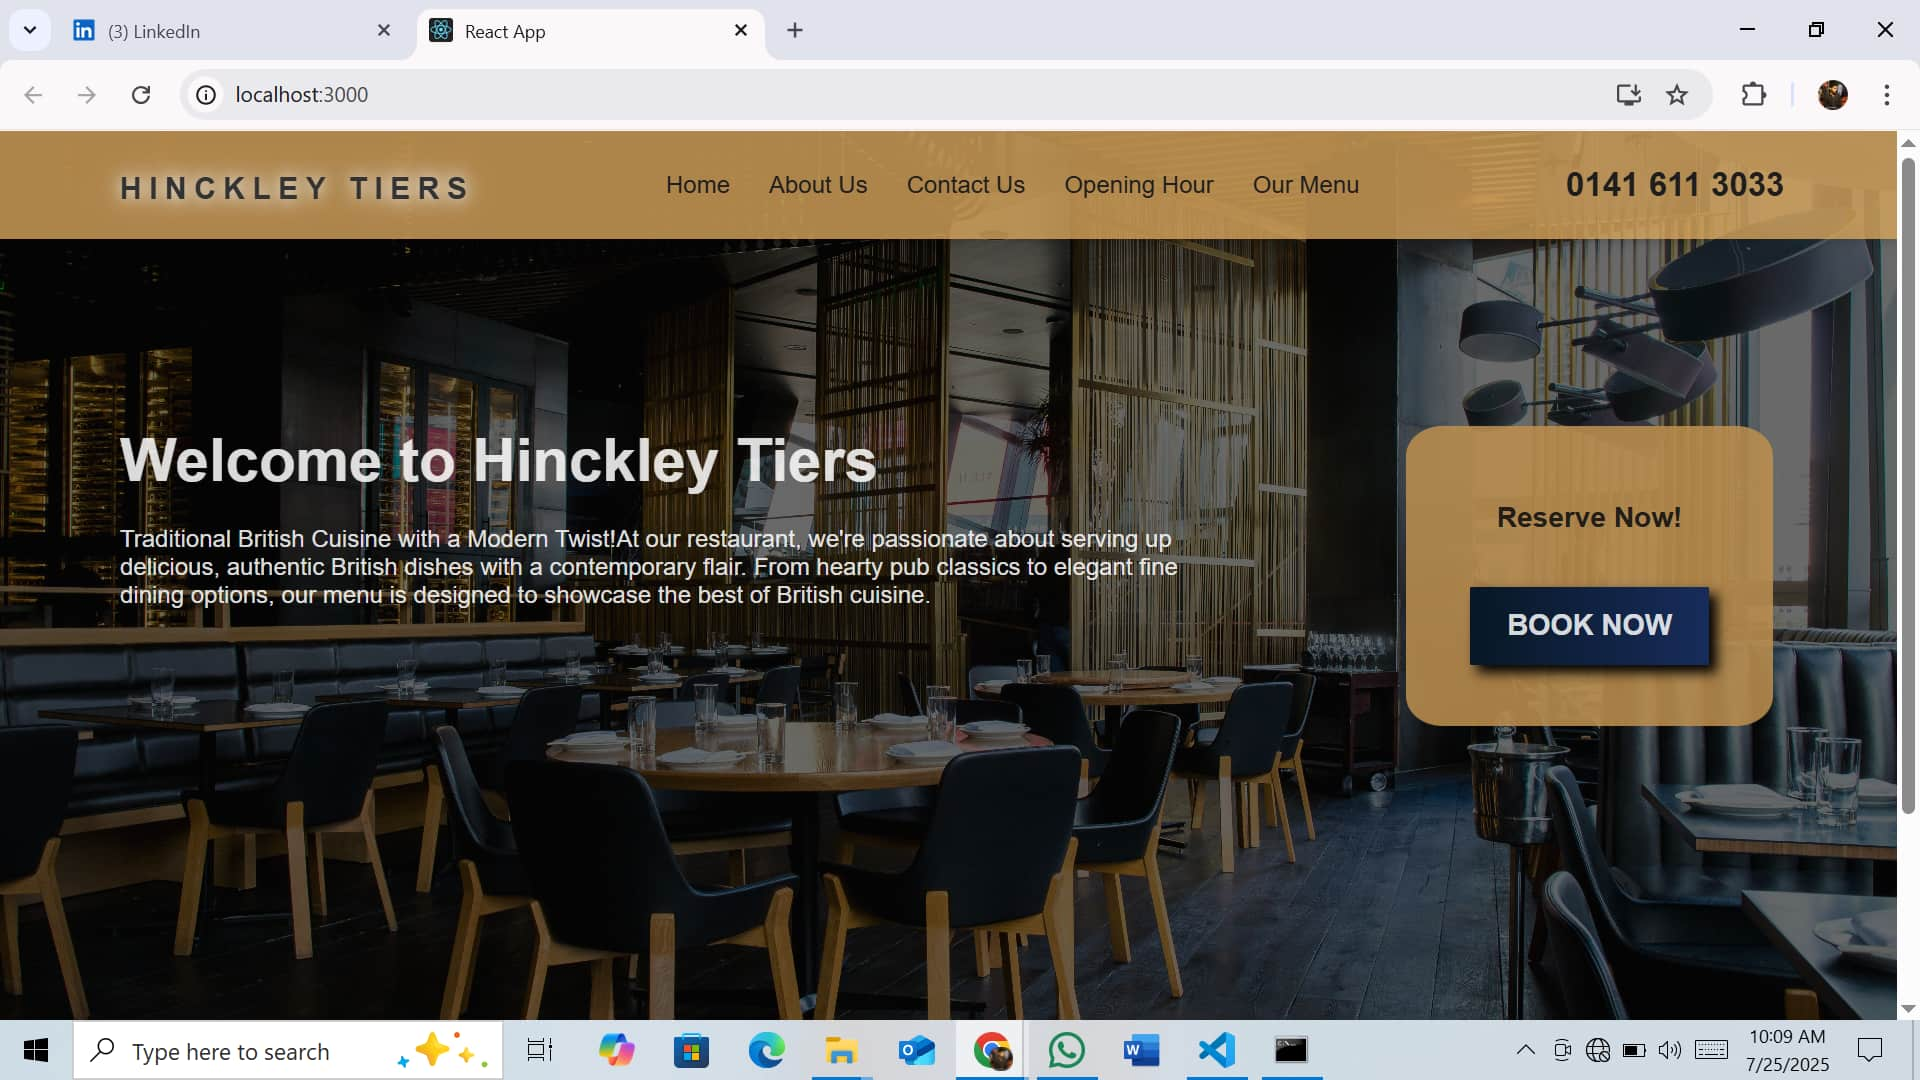 (3) LinkedIn
React App
localhost:3000
HINCKLEY TIERS
Home
About Us
Contact Us
Opening Hour
Our Menu
0141 611 3033
Welcome to Hinckley Tiers
Traditional British Cuisine with a Modern Twist!At our restaurant, we're passionate about serving up
delicious, authentic British dishes with a contemporary flair. From hearty pub classics to elegant fine
dining options, our menu is designed to showcase the best of British cuisine.
Reserve Now!
BOOK NOW
Type here to search
10:09 AM
7/25/2025